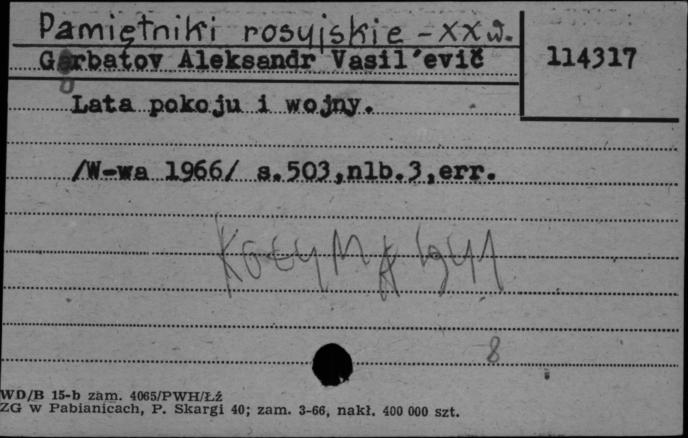 Pamiętniki rosyjskie - XX w.
Garbatov Aleksandr Vasil'evič
114317
o
Lata pokoju i wojny.
/W-wa 1966/ s.503,nlb.3,err.
8
WD/B 15-b zam. 4065/PWH/Łź
ZG w Pabianicach, P. Skargi 40; zam. 3-66, nakł. 400 000 szt.